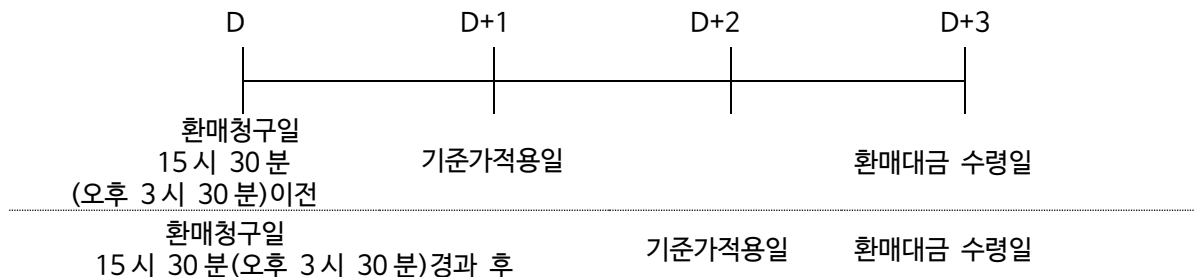 D D+1 D+2 D+3
환매청구일
15시 30분
(오후 3시 30분)이전
기준가적용일 환매대금 수령일
환매청구일
15시 30분(오후 3시 30분)경과 후
기준가적용일 환매대금 수령일